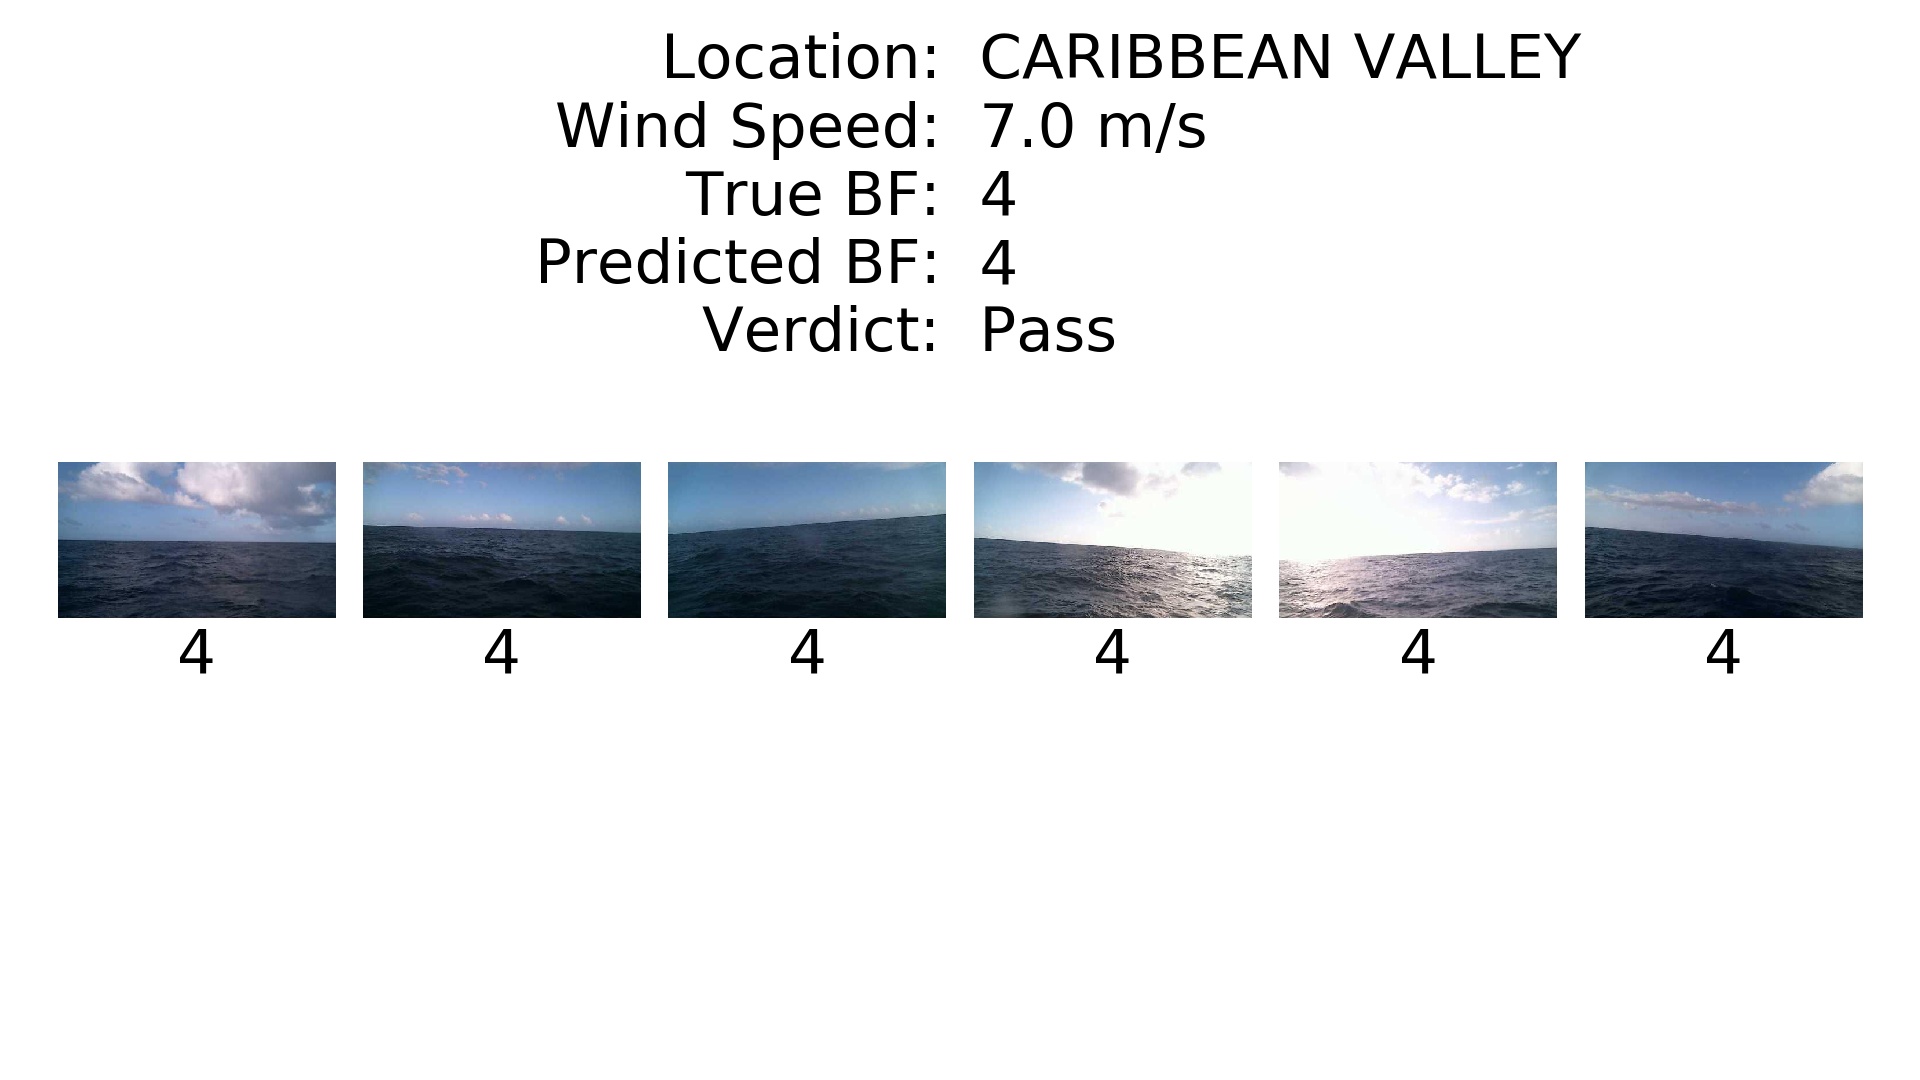 Location: CARIBBEAN VALLEY
Wind Speed: 7.0 m/s
True BF: 4
Predicted BF: 4
Verdict: Pass
4 4 4 4 4 4